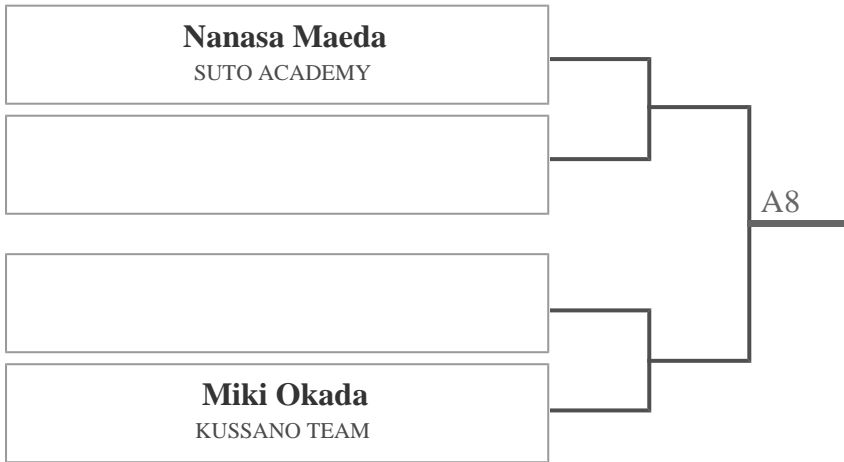 Nanasa Maeda
SUTO ACADEMY
A8
Miki Okada
KUSSANO TEAM